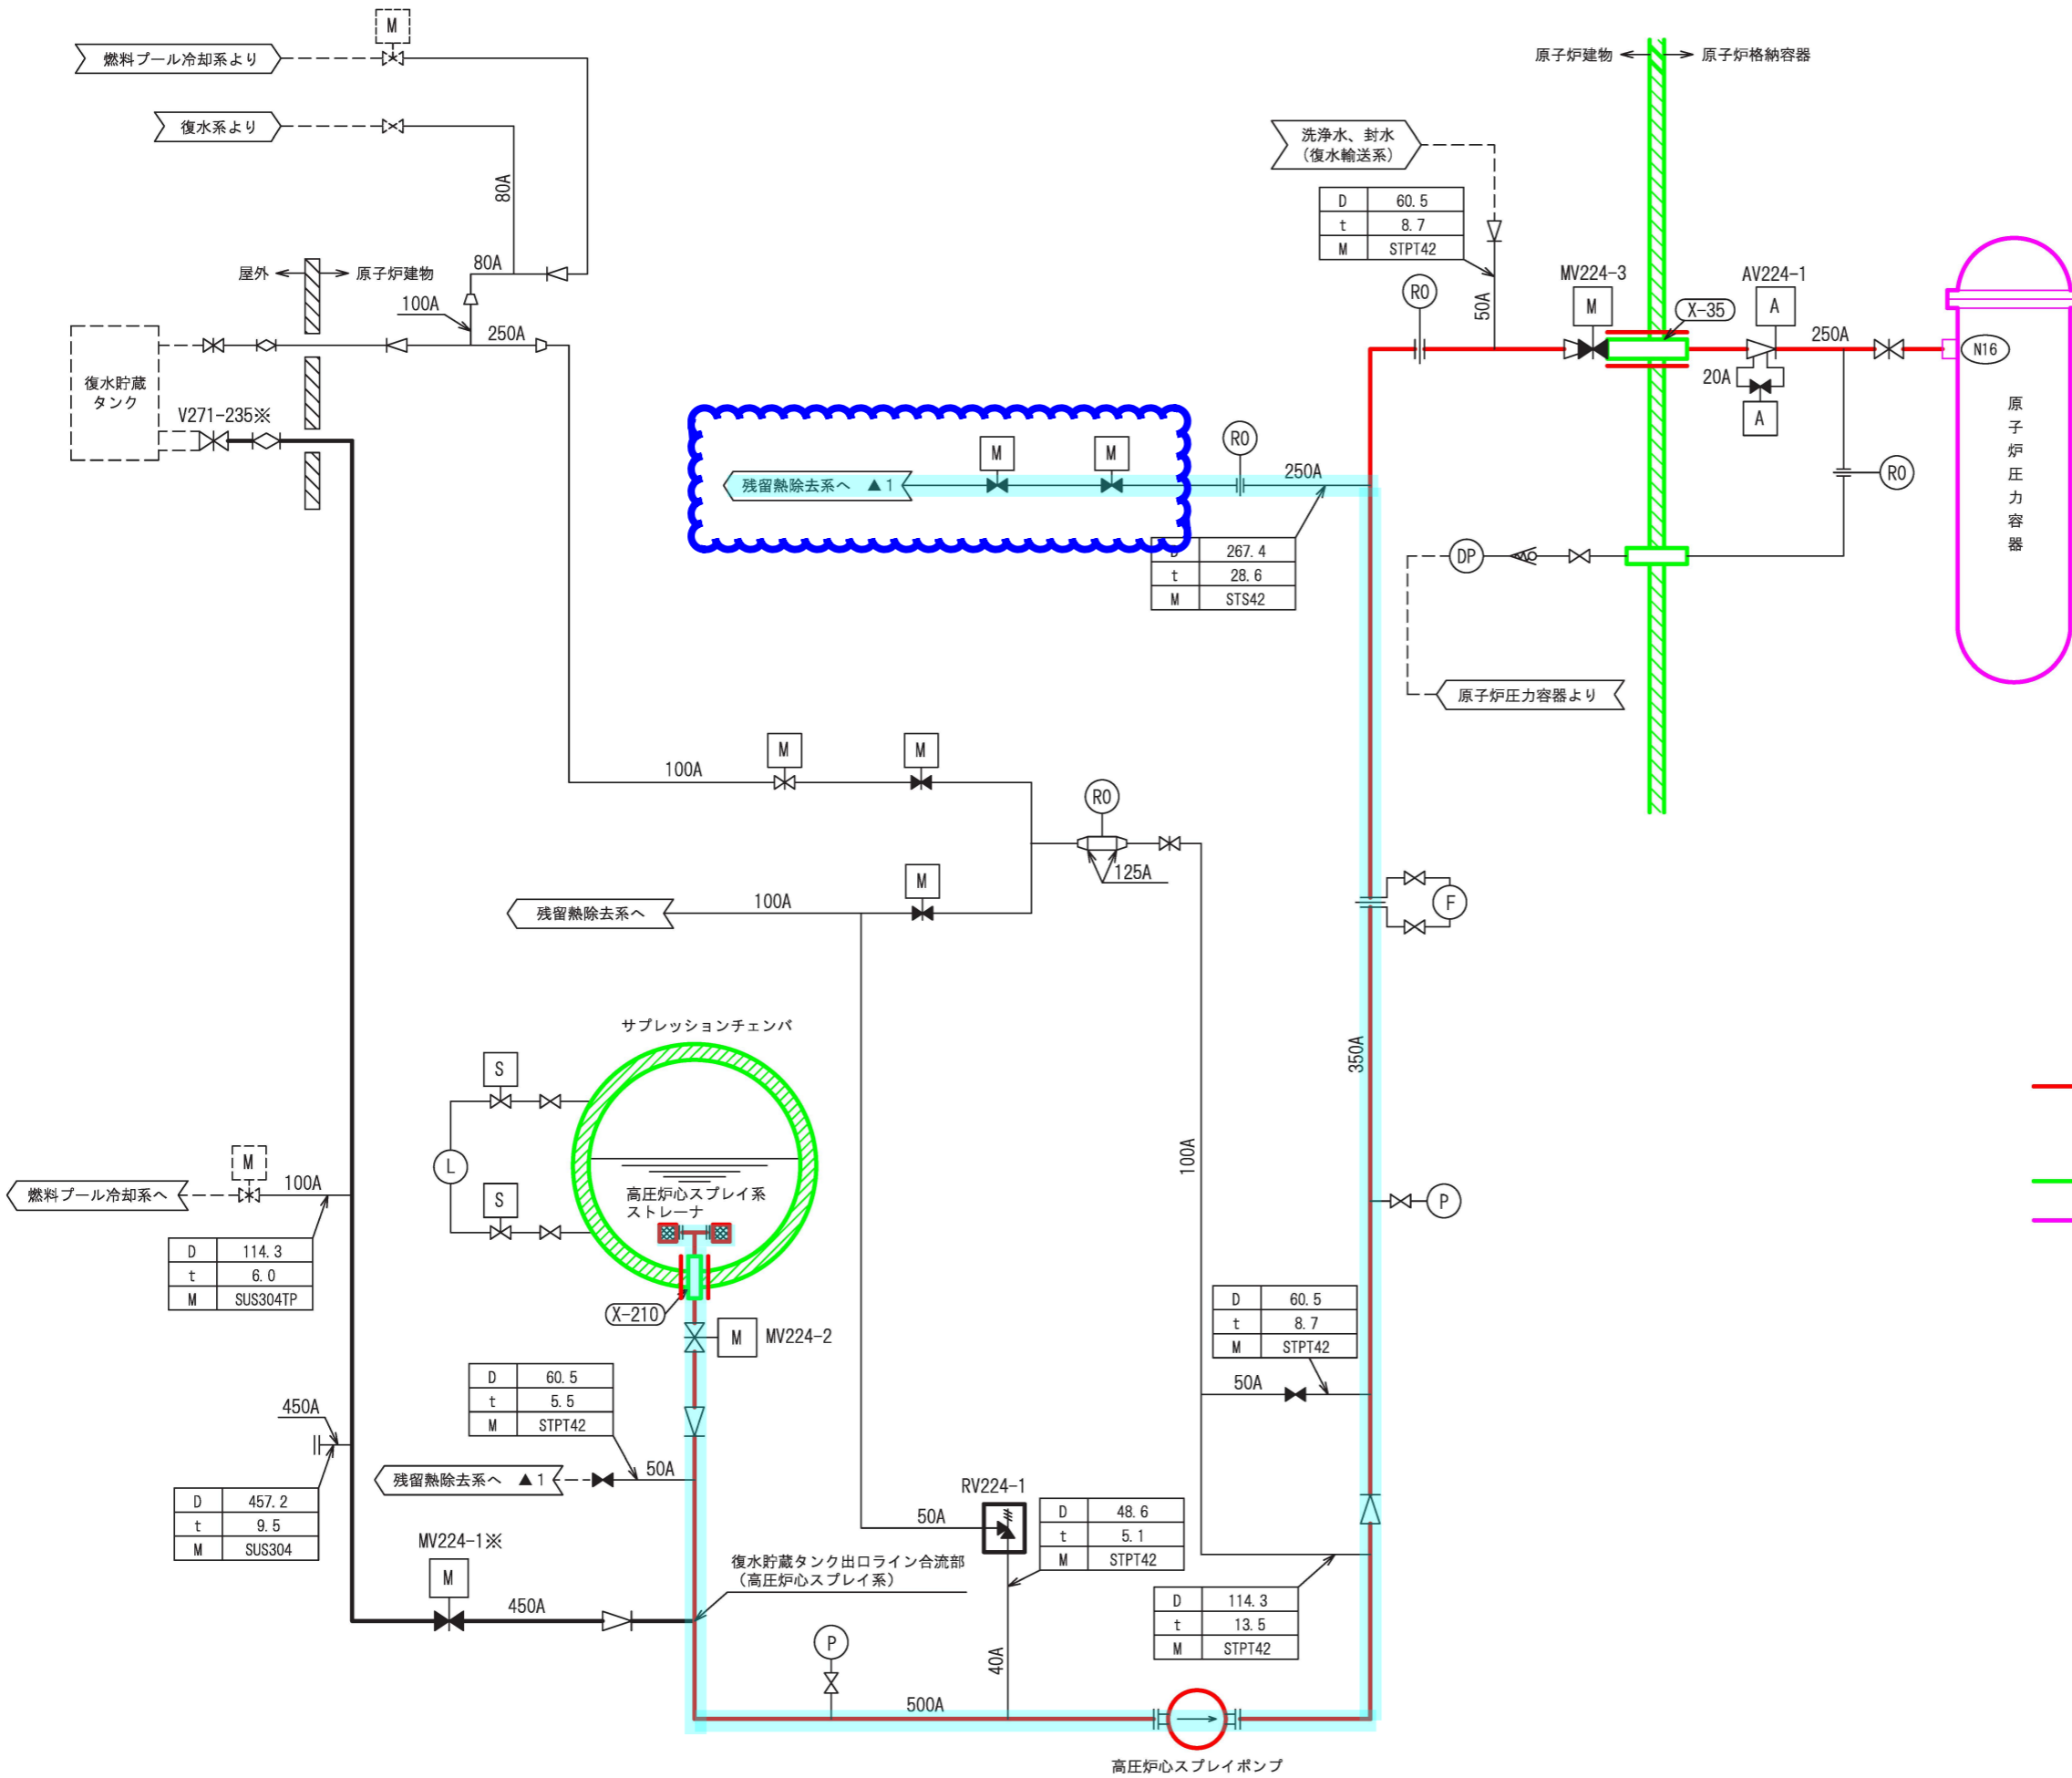 M
燃料プール冷却系より
復水系より
80A
80A
屋外
原子炉建物
100A
250A
復水貯蔵
タンク
V271-235※
原子炉建物
原子炉格納容器
洗浄水、封水
(復水輸送系)
D 60.5
t 8.7
M STPT42
50A
RO
MV224-3
M
X-35
AV224-1
A
250A
N16
20A
A
RO
原子炉圧力容器
DP
原子炉圧力容器より
M
M
RO
残留熱除去系へ ▲1
250A
D 267.4
t 28.6
M STS42
M
M
100A
RO
125A
M
100A
残留熱除去系へ
F
350A
サプレッションチェンバ
S
L
S
高圧炉心スプレイ系
ストレーナ
X-210
M
MV224-2
100A
P
M
100A
燃料プール冷却系へ
D 114.3
t 6.0
M SUS304TP
D 60.5
t 8.7
M STPT42
50A
D 60.5
t 5.5
M STPT42
450A
残留熱除去系へ ▲1
50A
D 457.2
t 9.5
M SUS304
RV224-1
50A
D 48.6
t 5.1
M STPT42
MV224-1※
M
450A
復水貯蔵タンク出口ライン合流部
(高圧炉心スプレイ系)
D 114.3
t 13.5
M STPT42
P
40A
500A
高圧炉心スプレイポンプ